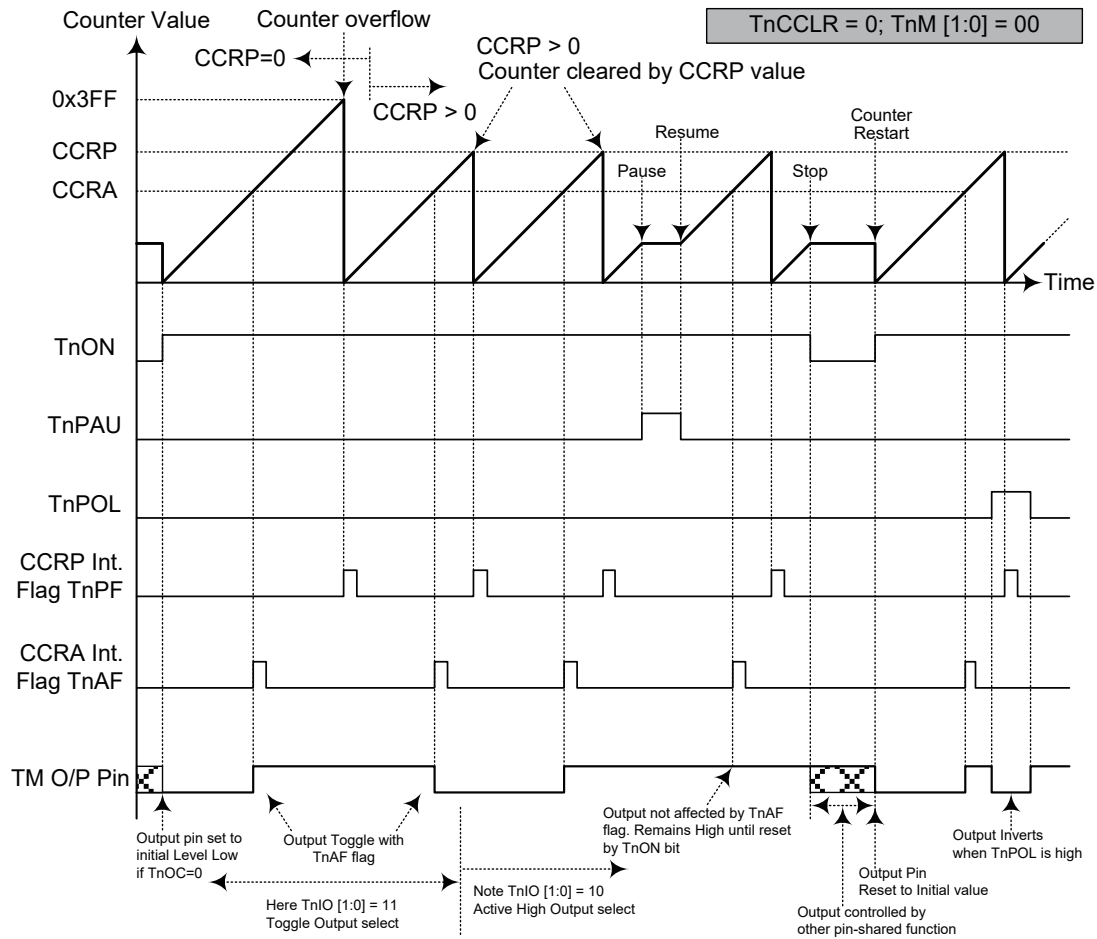 Counter Value
Counter overflow
TnCCLR = 0; TnM [1:0] = 00
CCRP=0
CCRP > 0
CCRP > 0
Counter cleared by CCRP value
0x3FF
CCRP
CCRA
Pause
Resume
Stop
Counter
Restart
Time
TnON
TnPAU
TnPOL
CCRP Int.
Flag TnPF
CCRA Int.
Flag TnAF
TM O/P Pin
Output pin set to
initial Level Low
if TnOC=0
Output Toggle with
TnAF flag
Here TnIO [1:0] = 11
Toggle Output select
Note TnIO [1:0] = 10
Active High Output select
Output not affected by TnAF
flag. Remains High until reset
by TnON bit
Output controlled by
other pin-shared function
Output Pin
Reset to Initial value
Output Inverts
when TnPOL is high